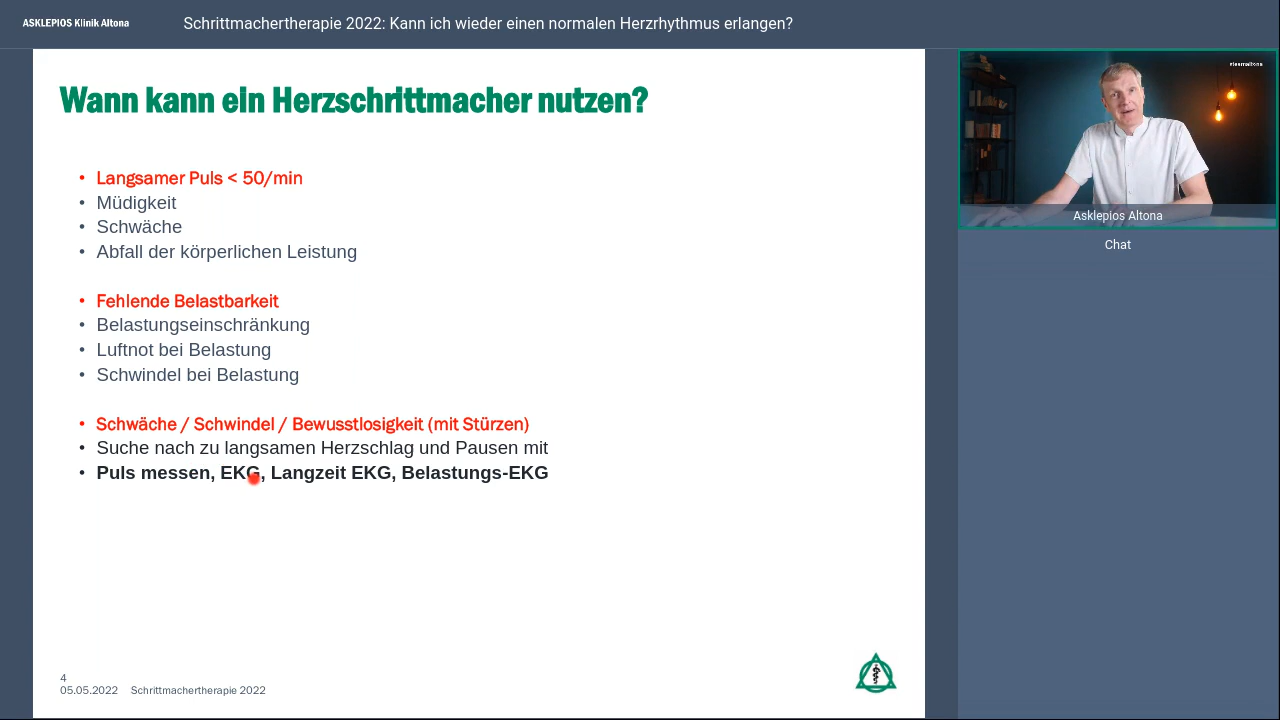 ASKLEPIOS Klinik Altona
Schrittmachertherapie 2022: Kann ich wieder einen normalen Herzrhythmus erlangen?
Wann kann ein Herzschrittmacher nutzen?
• Langsamer Puls < 50/min
• Müdigkeit
• Schwäche
• Abfall der körperlichen Leistung
• Fehlende Belastbarkeit
• Belastungseinschränkung
• Luftnot bei Belastung
• Schwindel bei Belastung
• Schwäche / Schwindel / Bewusstlosigkeit (mit Stürzen)
• Suche nach zu langsamen Herzschlag und Pausen mit
• Puls messen, EKG, Langzeit EKG, Belastungs-EKG
4
05.05.2022 Schrittmachertherapie 2022
#teamaltona
Asklepios Altona
Chat